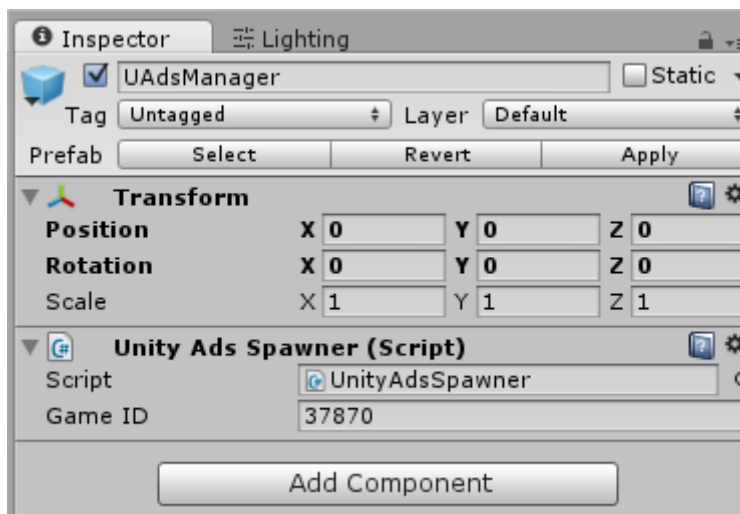 Inspector Lighting
UAdsManager Static
Tag Untagged Layer Default
Prefab Select Revert Apply
Transform
Position X 0 Y 0 Z 0
Rotation X 0 Y 0 Z 0
Scale X 1 Y 1 Z 1
Unity Ads Spawner (Script)
Script UnityAdsSpawner
Game ID 37870
Add Component